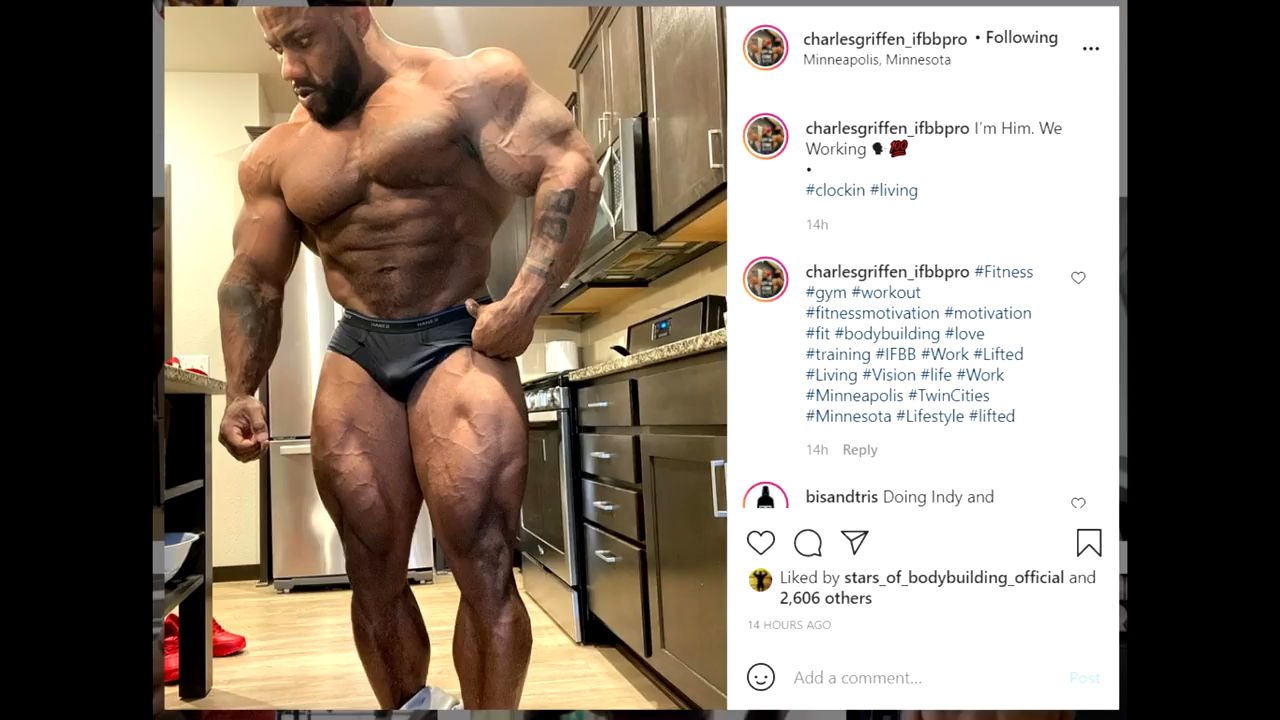 charlesgriffen_ifbbpro • Following
Minneapolis, Minnesota
charlesgriffen_ifbbpro I'm Him. We
Working 🗣💯
•
#clockin #living
14h
charlesgriffen_ifbbpro #Fitness
#gym #workout
#fitnessmotivation #motivation
#fit #bodybuilding #love
#training #IFBB #Work #Lifted
#Living #Vision #life #Work
#Minneapolis #TwinCities
#Minnesota #Lifestyle #lifted
14h Reply
bisandtris Doing Indy and
Liked by stars_of_bodybuilding_official and
2,606 others
14 HOURS AGO
Add a comment...
Post
HANES HANES
IFBB